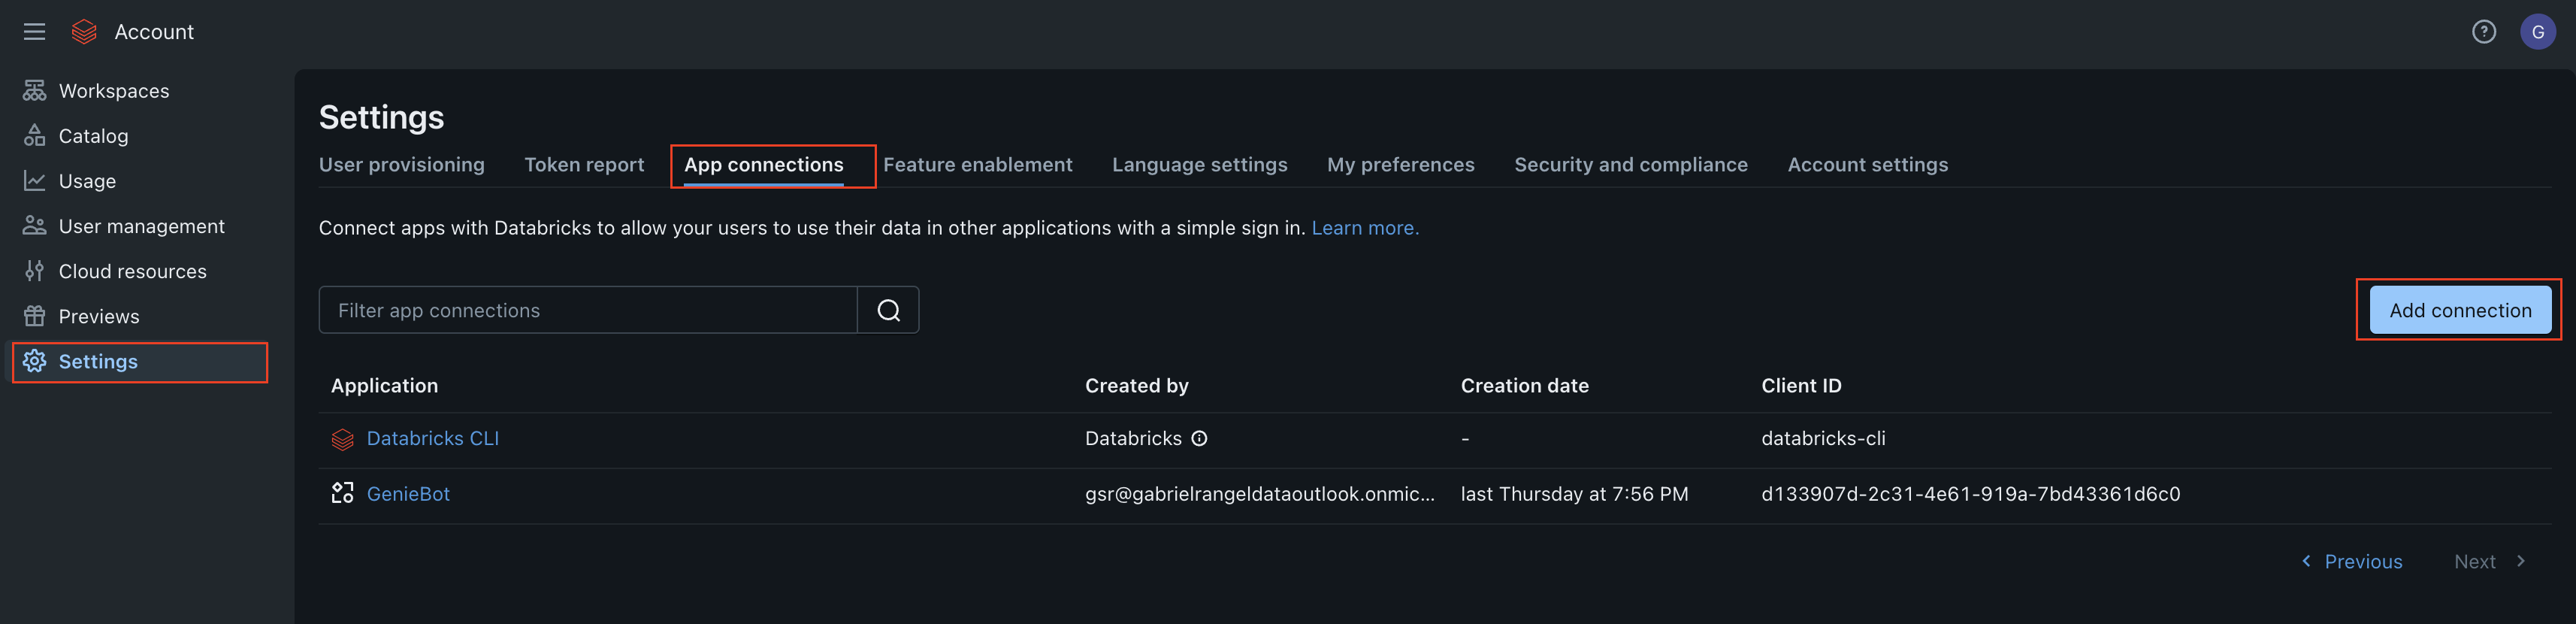 Account
?
G
Workspaces
Catalog
Usage
User management
Cloud resources
Previews
Settings
Settings
User provisioning Token report App connections Feature enablement Language settings My preferences Security and compliance Account settings
Connect apps with Databricks to allow your users to use their data in other applications with a simple sign in. Learn more.
Filter app connections
Add connection
Application Created by Creation date Client ID
Databricks CLI Databricks - databricks-cli
GenieBot gsr@gabrielrangeldataoutlook.onmic... last Thursday at 7:56 PM d133907d-2c31-4e61-919a-7bd43361d6c0
Previous Next